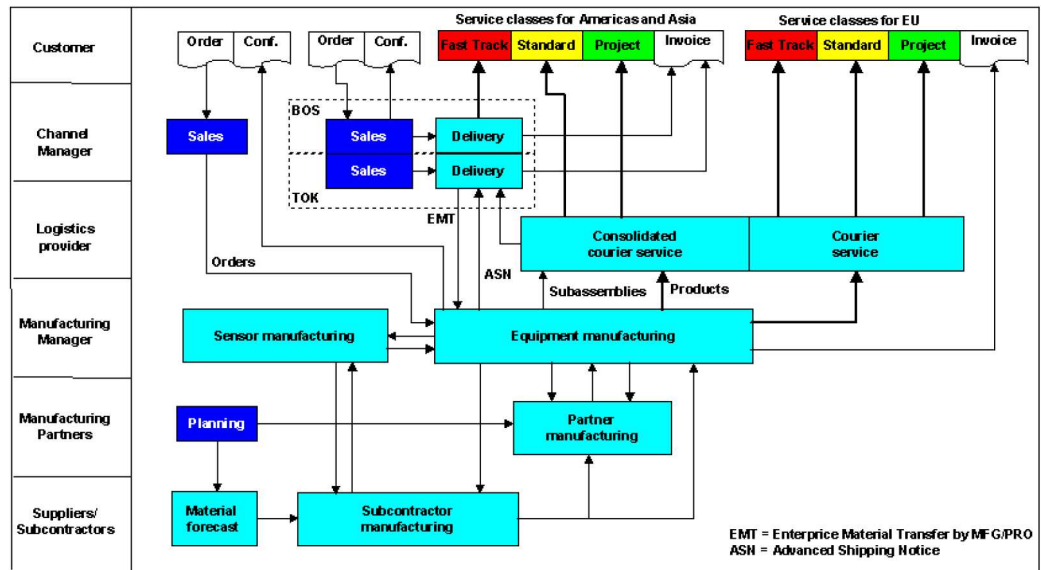 Service classes for Americas and Asia
Service classes for EU
Customer
Order
Conf.
Order
Conf.
Fast Track
Standard
Project
Invoice
Fast Track
Standard
Project
Invoice
Channel
Manager
BOS
Sales
Sales
Delivery
Sales
Delivery
TOK
Logistics
provider
EMT
Consolidated
courier service
Courier
service
Orders
ASN
Subassemblies
Products
Manufacturing
Manager
Sensor manufacturing
Equipment manufacturing
Manufacturing
Partners
Planning
Partner
manufacturing
Suppliers/
Subcontractors
Material
forecast
Subcontractor
manufacturing
EMT = Enterprice Material Transfer by MFG/PRO
ASN = Advanced Shipping Notice